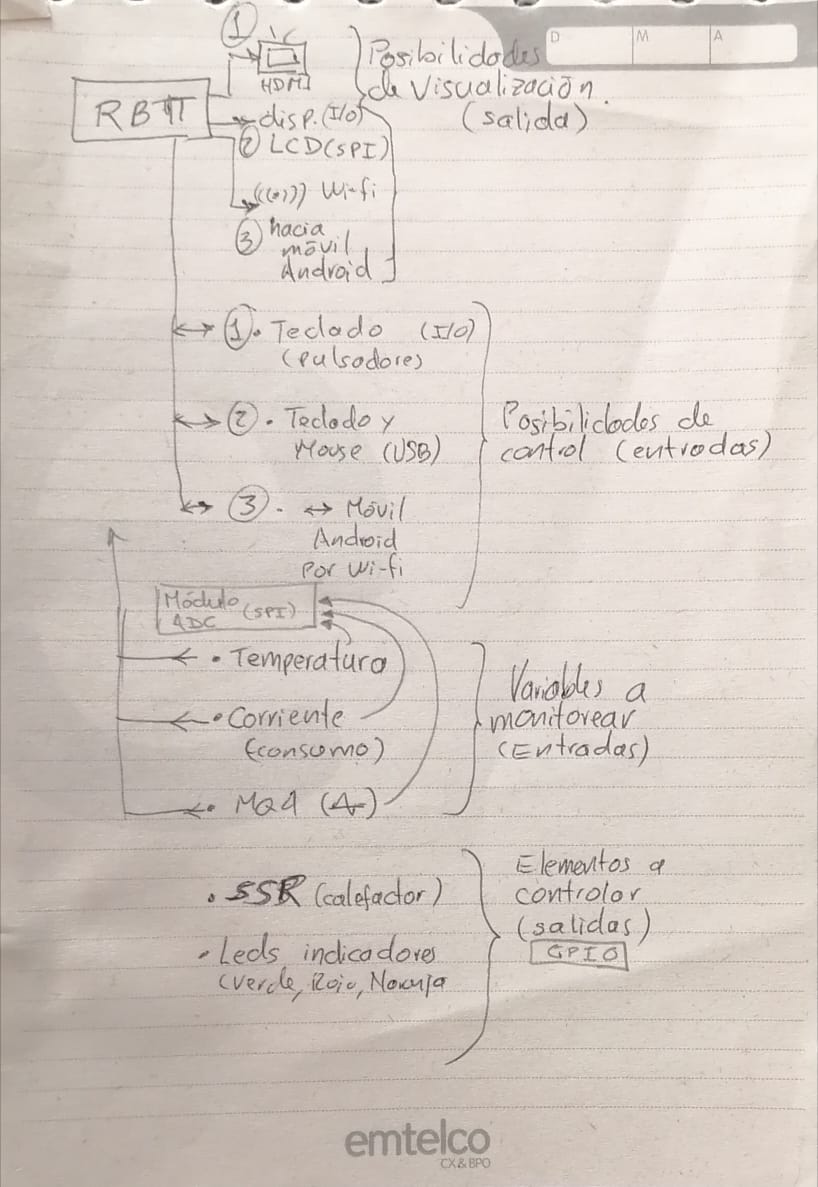 D M A
① HDMI
Posibilidades
de Visualización.
(salida)
RBπ
disp. (I/O)
② LCD (SPI)
((•))) Wi-fi
③ hacia
móvil
Android
①. Teclado (I/O)
(pulsadores)
②. Teclado y
Mouse (USB)
Posibilidades de
control (entradas)
③. ↔ Móvil
Android
Por Wi-fi
Módulo (SPI)
ADC
• Temperatura
• Corriente
(consumo)
Variables a
monitorear
(Entradas)
• MQ4
Elementos a
controlar
(salidas)
GPIO
• SSR (calefactor)
• Leds indicadores
(verde, Rojo, Naranja
emtelco
CX & BPO